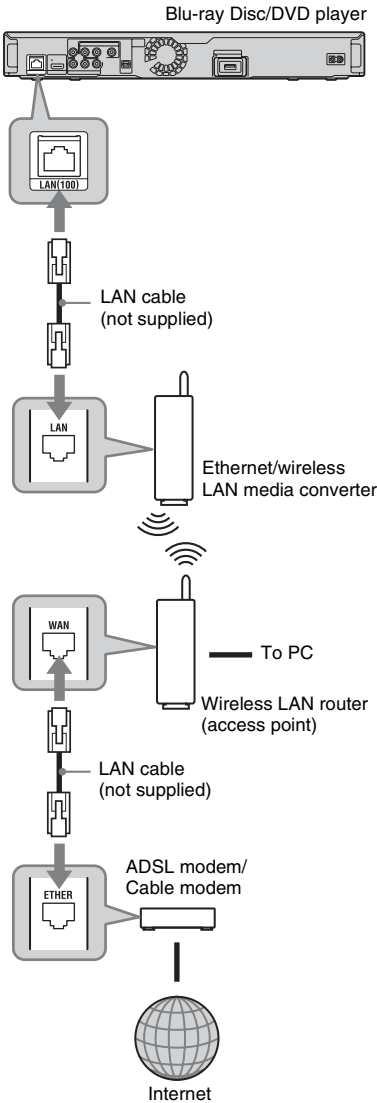 Blu-ray Disc/DVD player
LAN(100)
LAN cable
(not supplied)
LAN
Ethernet/wireless
LAN media converter
WAN
To PC
Wireless LAN router
(access point)
LAN cable
(not supplied)
ADSL modem/
Cable modem
ETHER
Internet